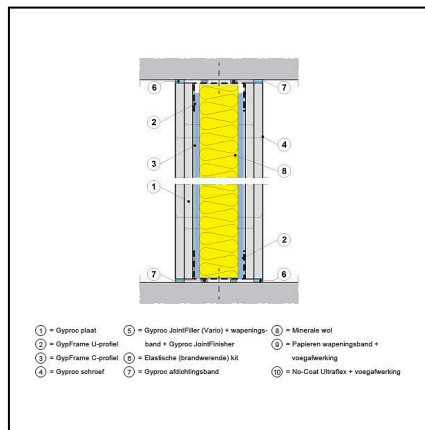 6
7
2
4
3
8
1
2
7
6
1 = Gyproc plaat
2 = GypFrame U-profiel
3 = GypFrame C-profiel
4 = Gyproc schroef
5 = Gyproc JointFiller (Vario) + wapenings-
band + Gyproc JointFinisher
6 = Elastische (brandwerende) kit
7 = Gyproc afdichtingsband
8 = Minerale wol
9 = Papieren wapeningsband +
voegafwerking
10 = No-Coat Ultraflex + voegafwerking